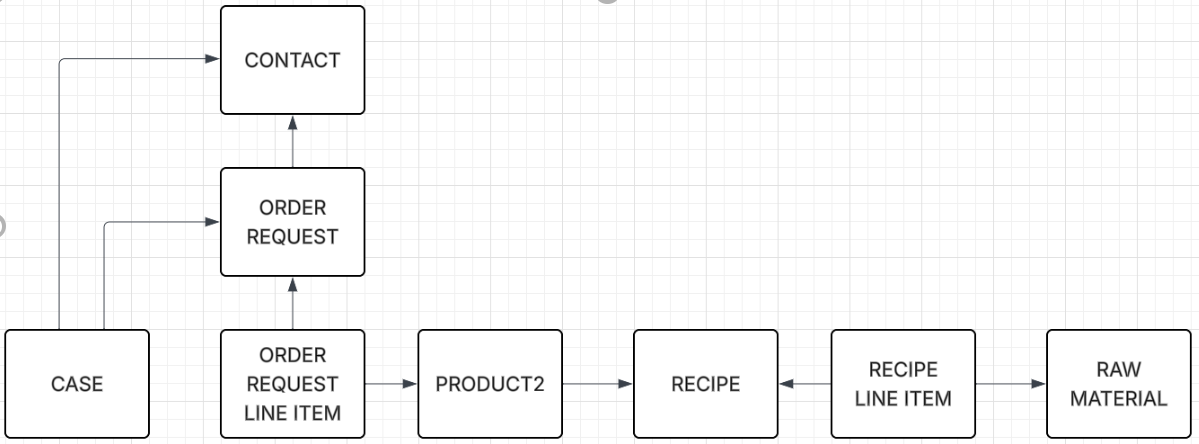 CONTACT
ORDER
REQUEST
CASE
ORDER
REQUEST
LINE ITEM
PRODUCT2
RECIPE
RECIPE
LINE ITEM
RAW
MATERIAL